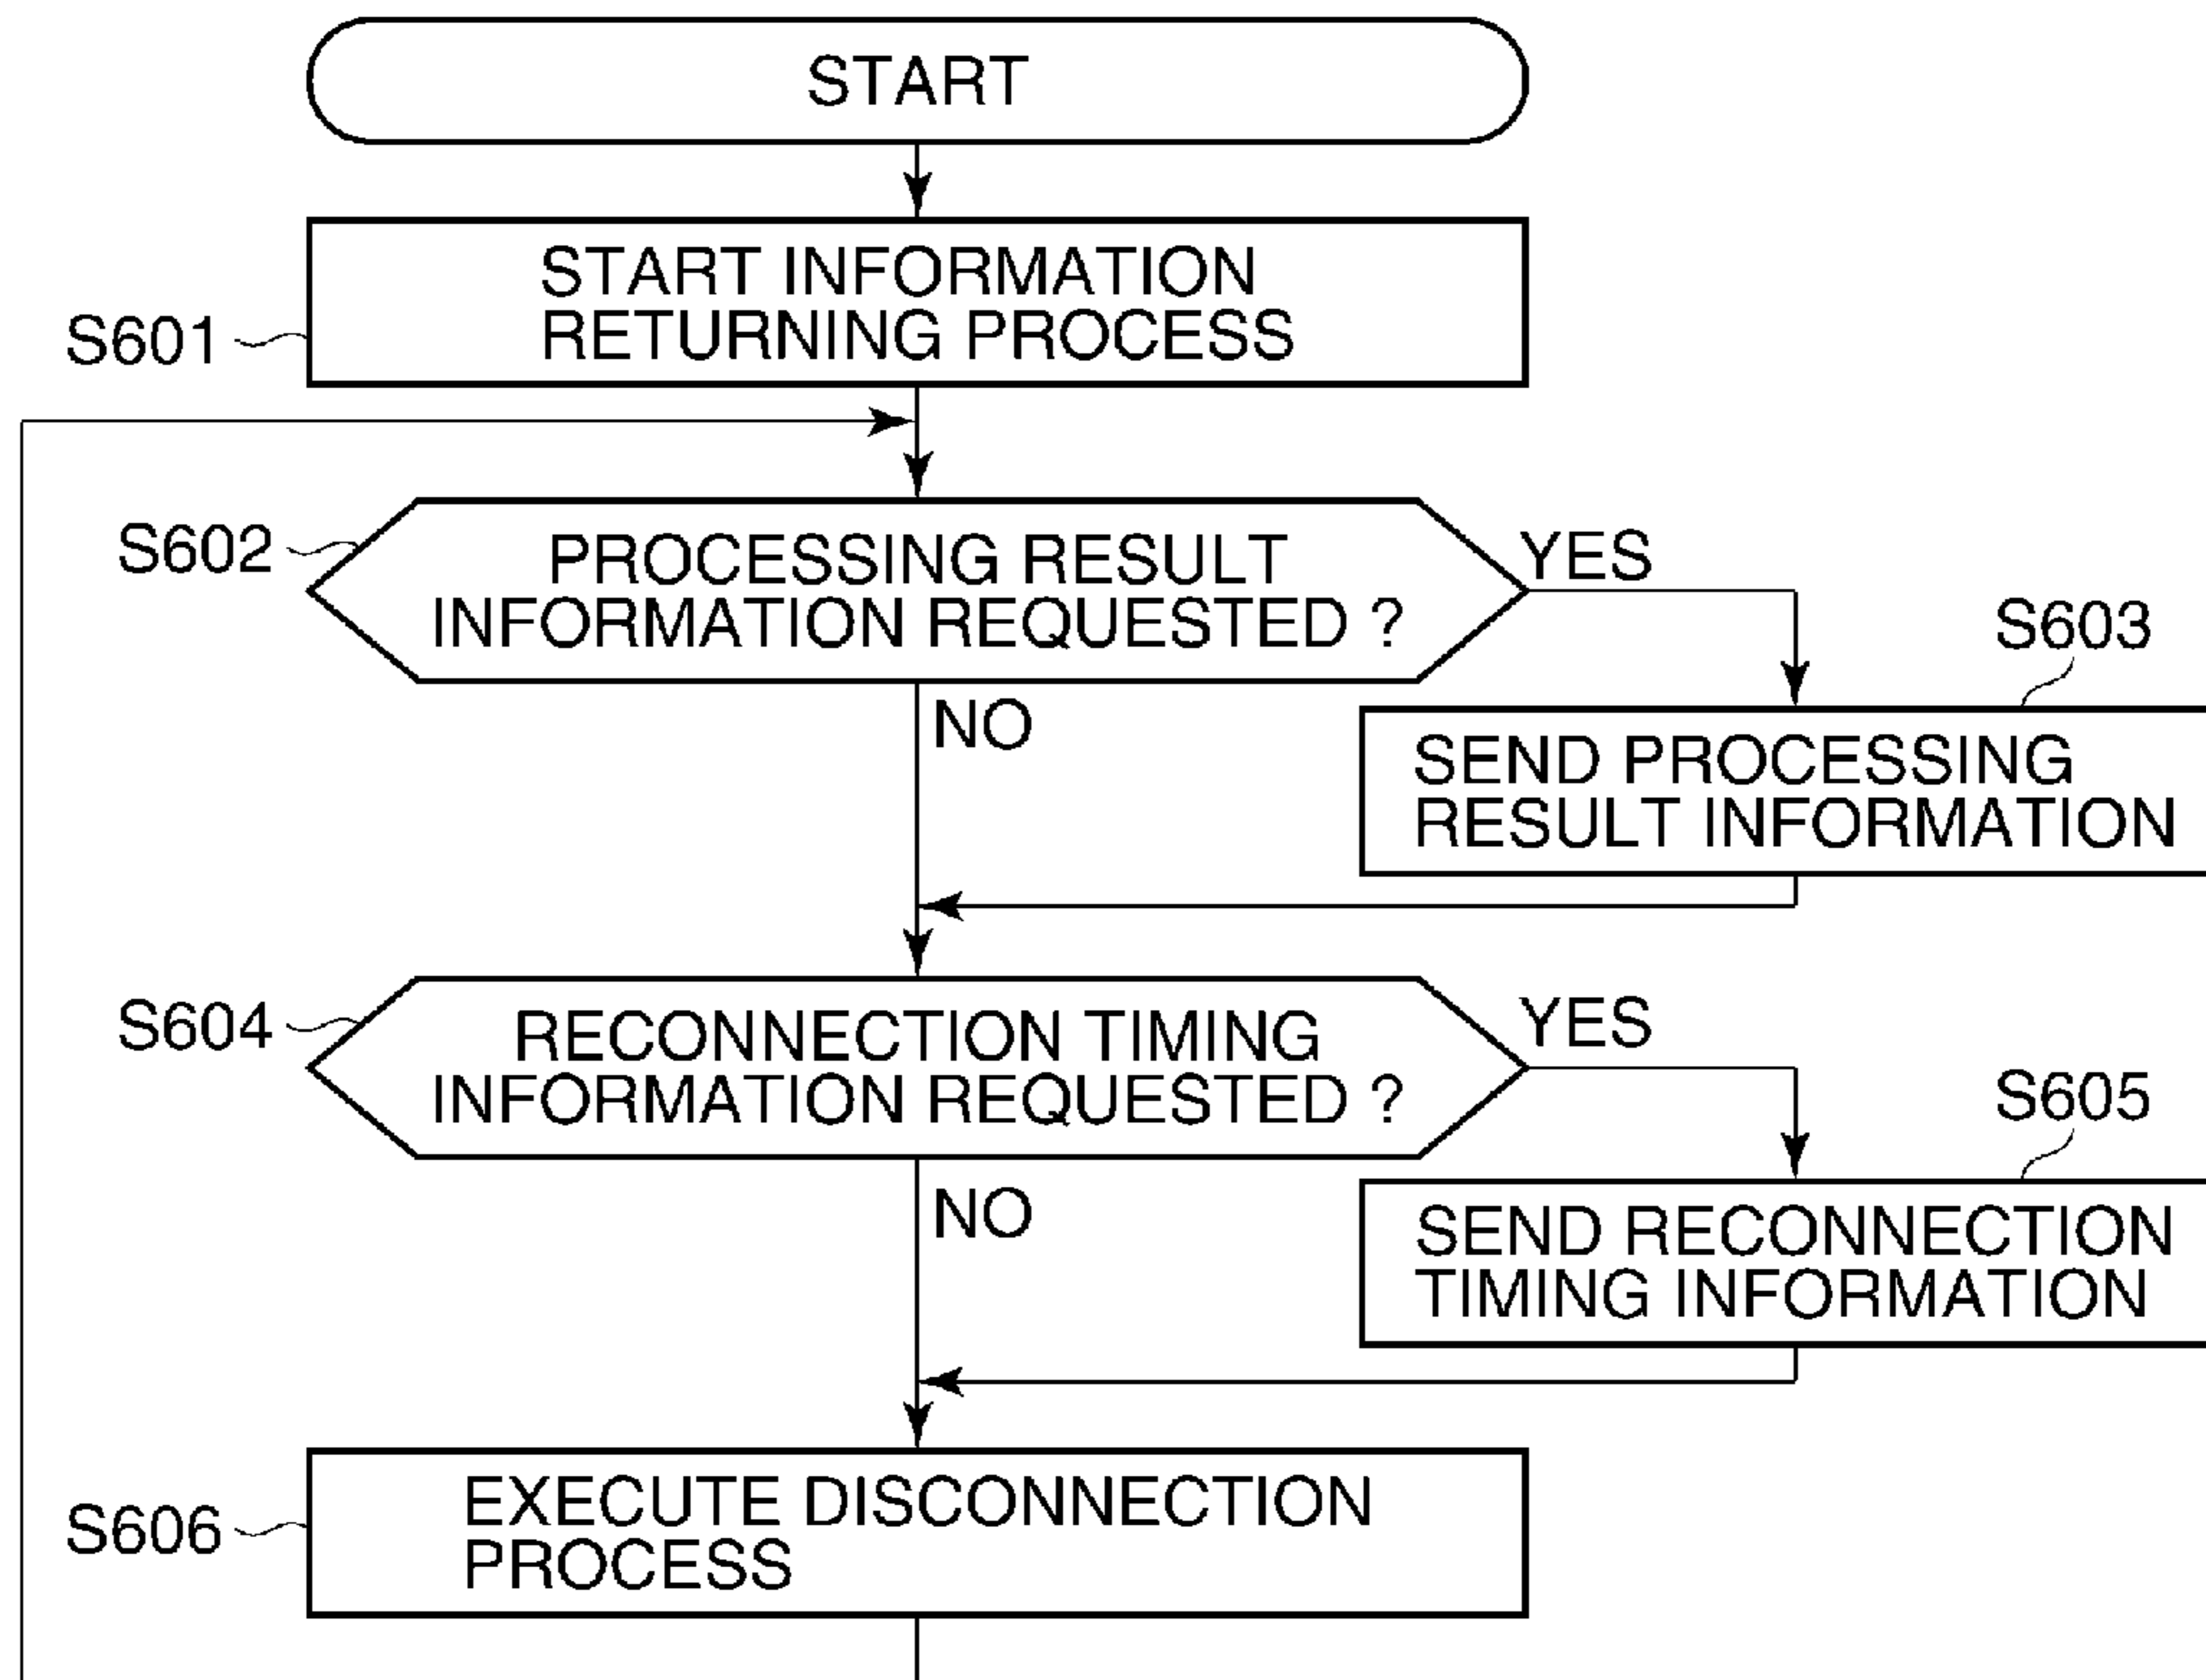 START
START INFORMATION
RETURNING PROCESS
S601
S602
PROCESSING RESULT
INFORMATION REQUESTED ?
YES
NO
S603
SEND PROCESSING
RESULT INFORMATION
S604
RECONNECTION TIMING
INFORMATION REQUESTED ?
YES
NO
S605
SEND RECONNECTION
TIMING INFORMATION
S606
EXECUTE DISCONNECTION
PROCESS